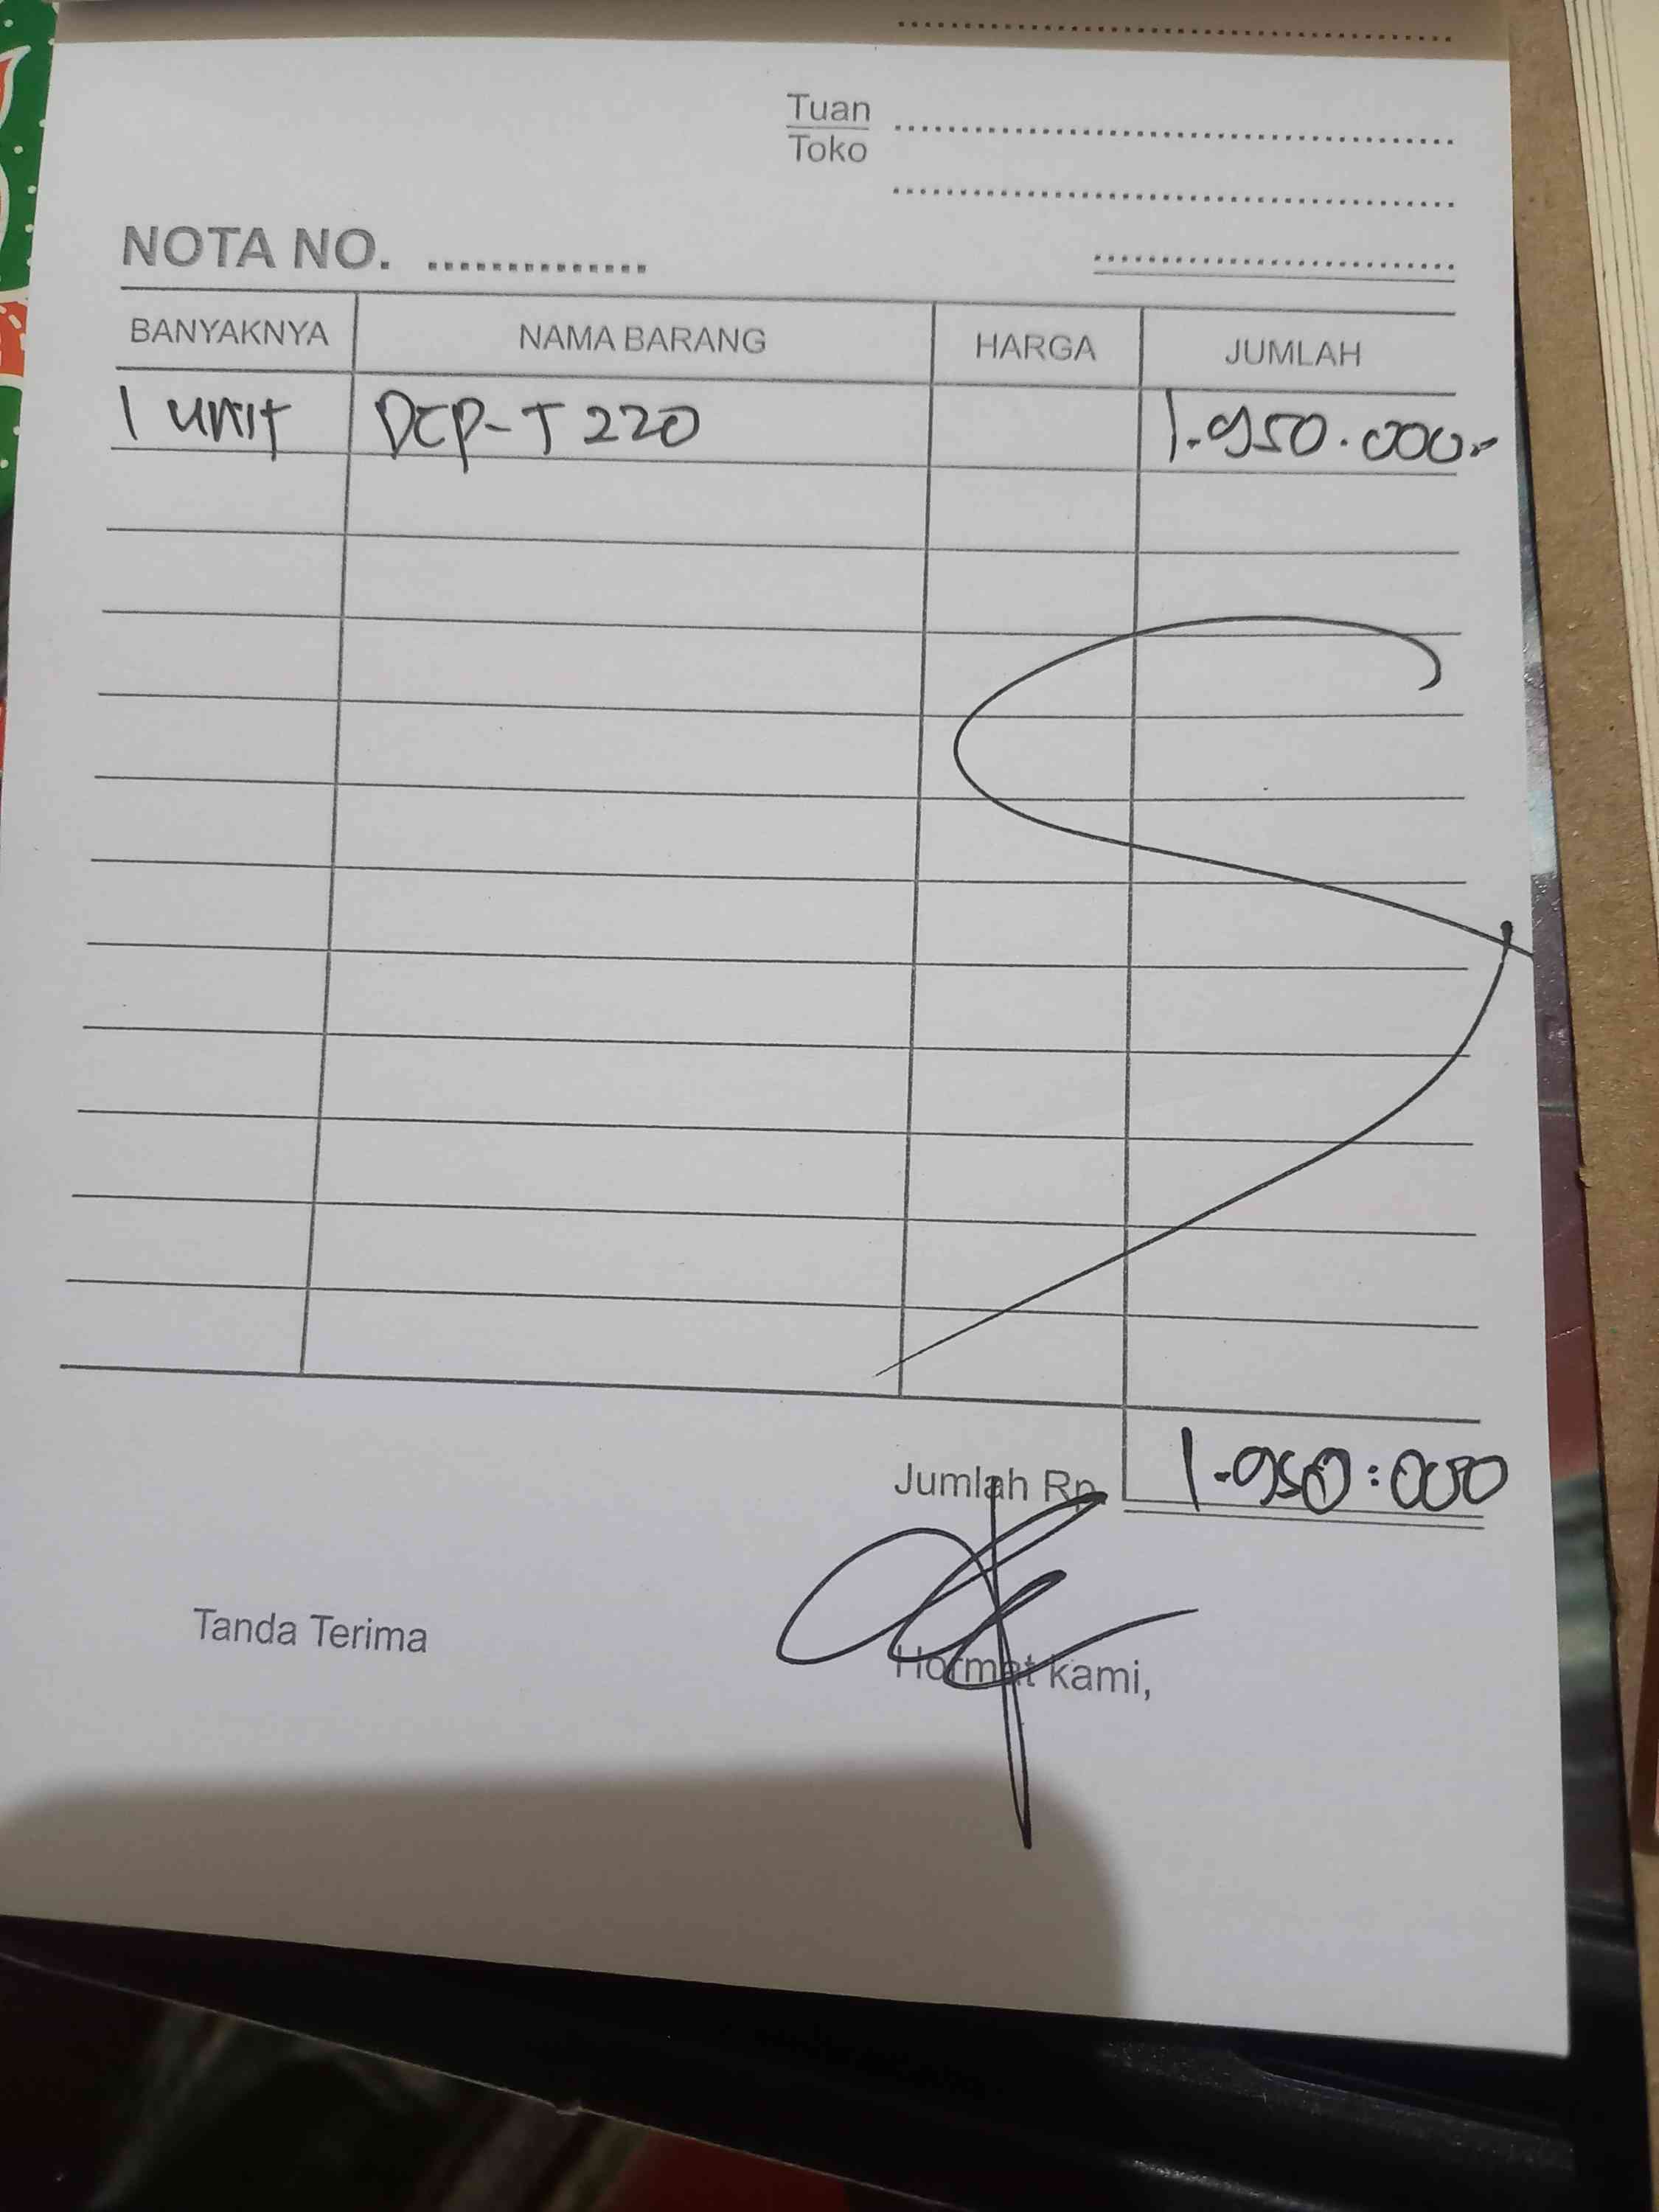 Tuan
Toko
NOTA NO. ..............
BANYAKNYA NAMA BARANG HARGA JUMLAH
1 unit DCP-T220 1.950.000,-
Jumlah Rp. 1.950.000
Tanda Terima
Hormat kami,